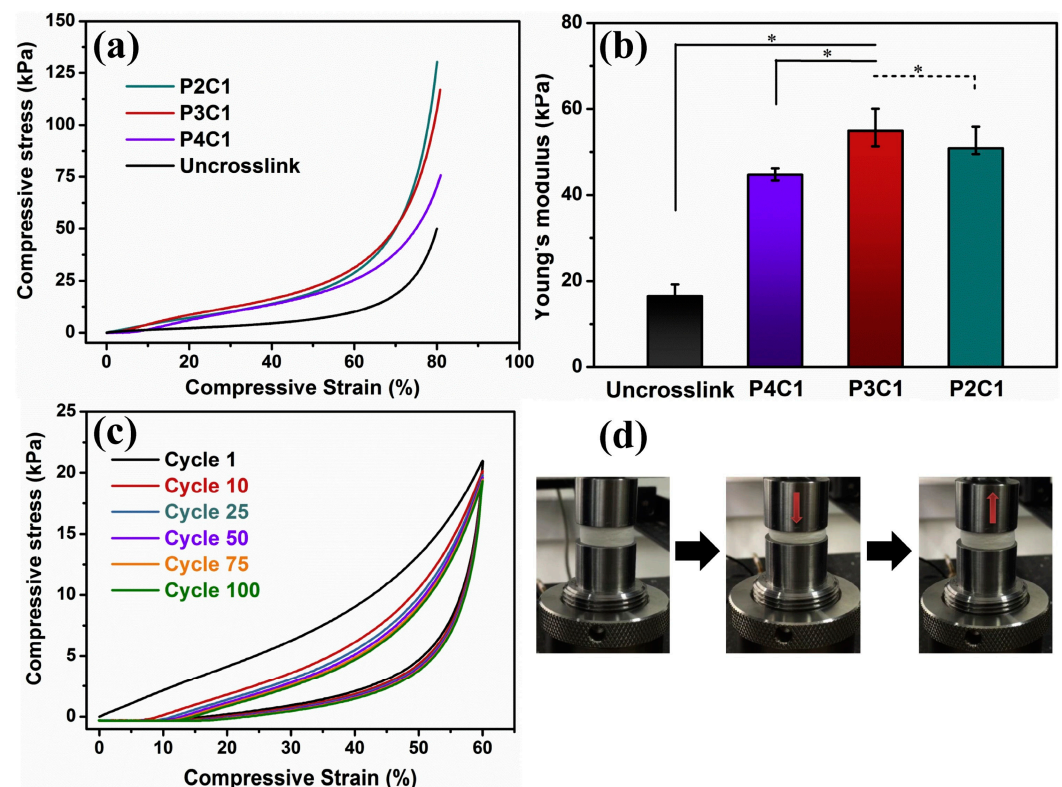 (a)
Compressive stress (kPa)
150
125
100
75
50
25
0
P2C1
P3C1
P4C1
Uncrosslink
0 20 40 60 80 100
Compressive Strain (%)
(b)
Young's modulus (kPa)
80
60
40
20
0
*
*
*
Uncrosslink P4C1 P3C1 P2C1
(c)
Compressive stress (kPa)
25
20
15
10
5
0
Cycle 1
Cycle 10
Cycle 25
Cycle 50
Cycle 75
Cycle 100
0 10 20 30 40 50 60
Compressive Strain (%)
(d)